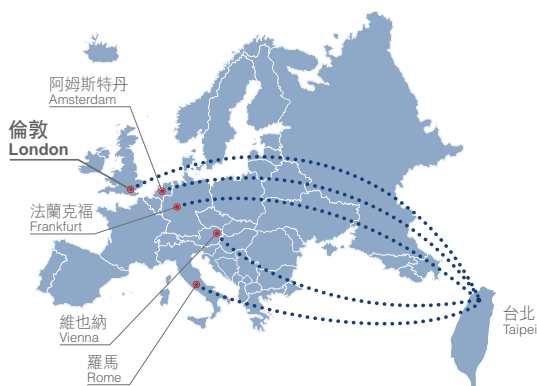 阿姆斯特丹
Amsterdam
倫敦
London
法蘭克福
Frankfurt
維也納
Vienna
羅馬
Rome
台北
Taipei